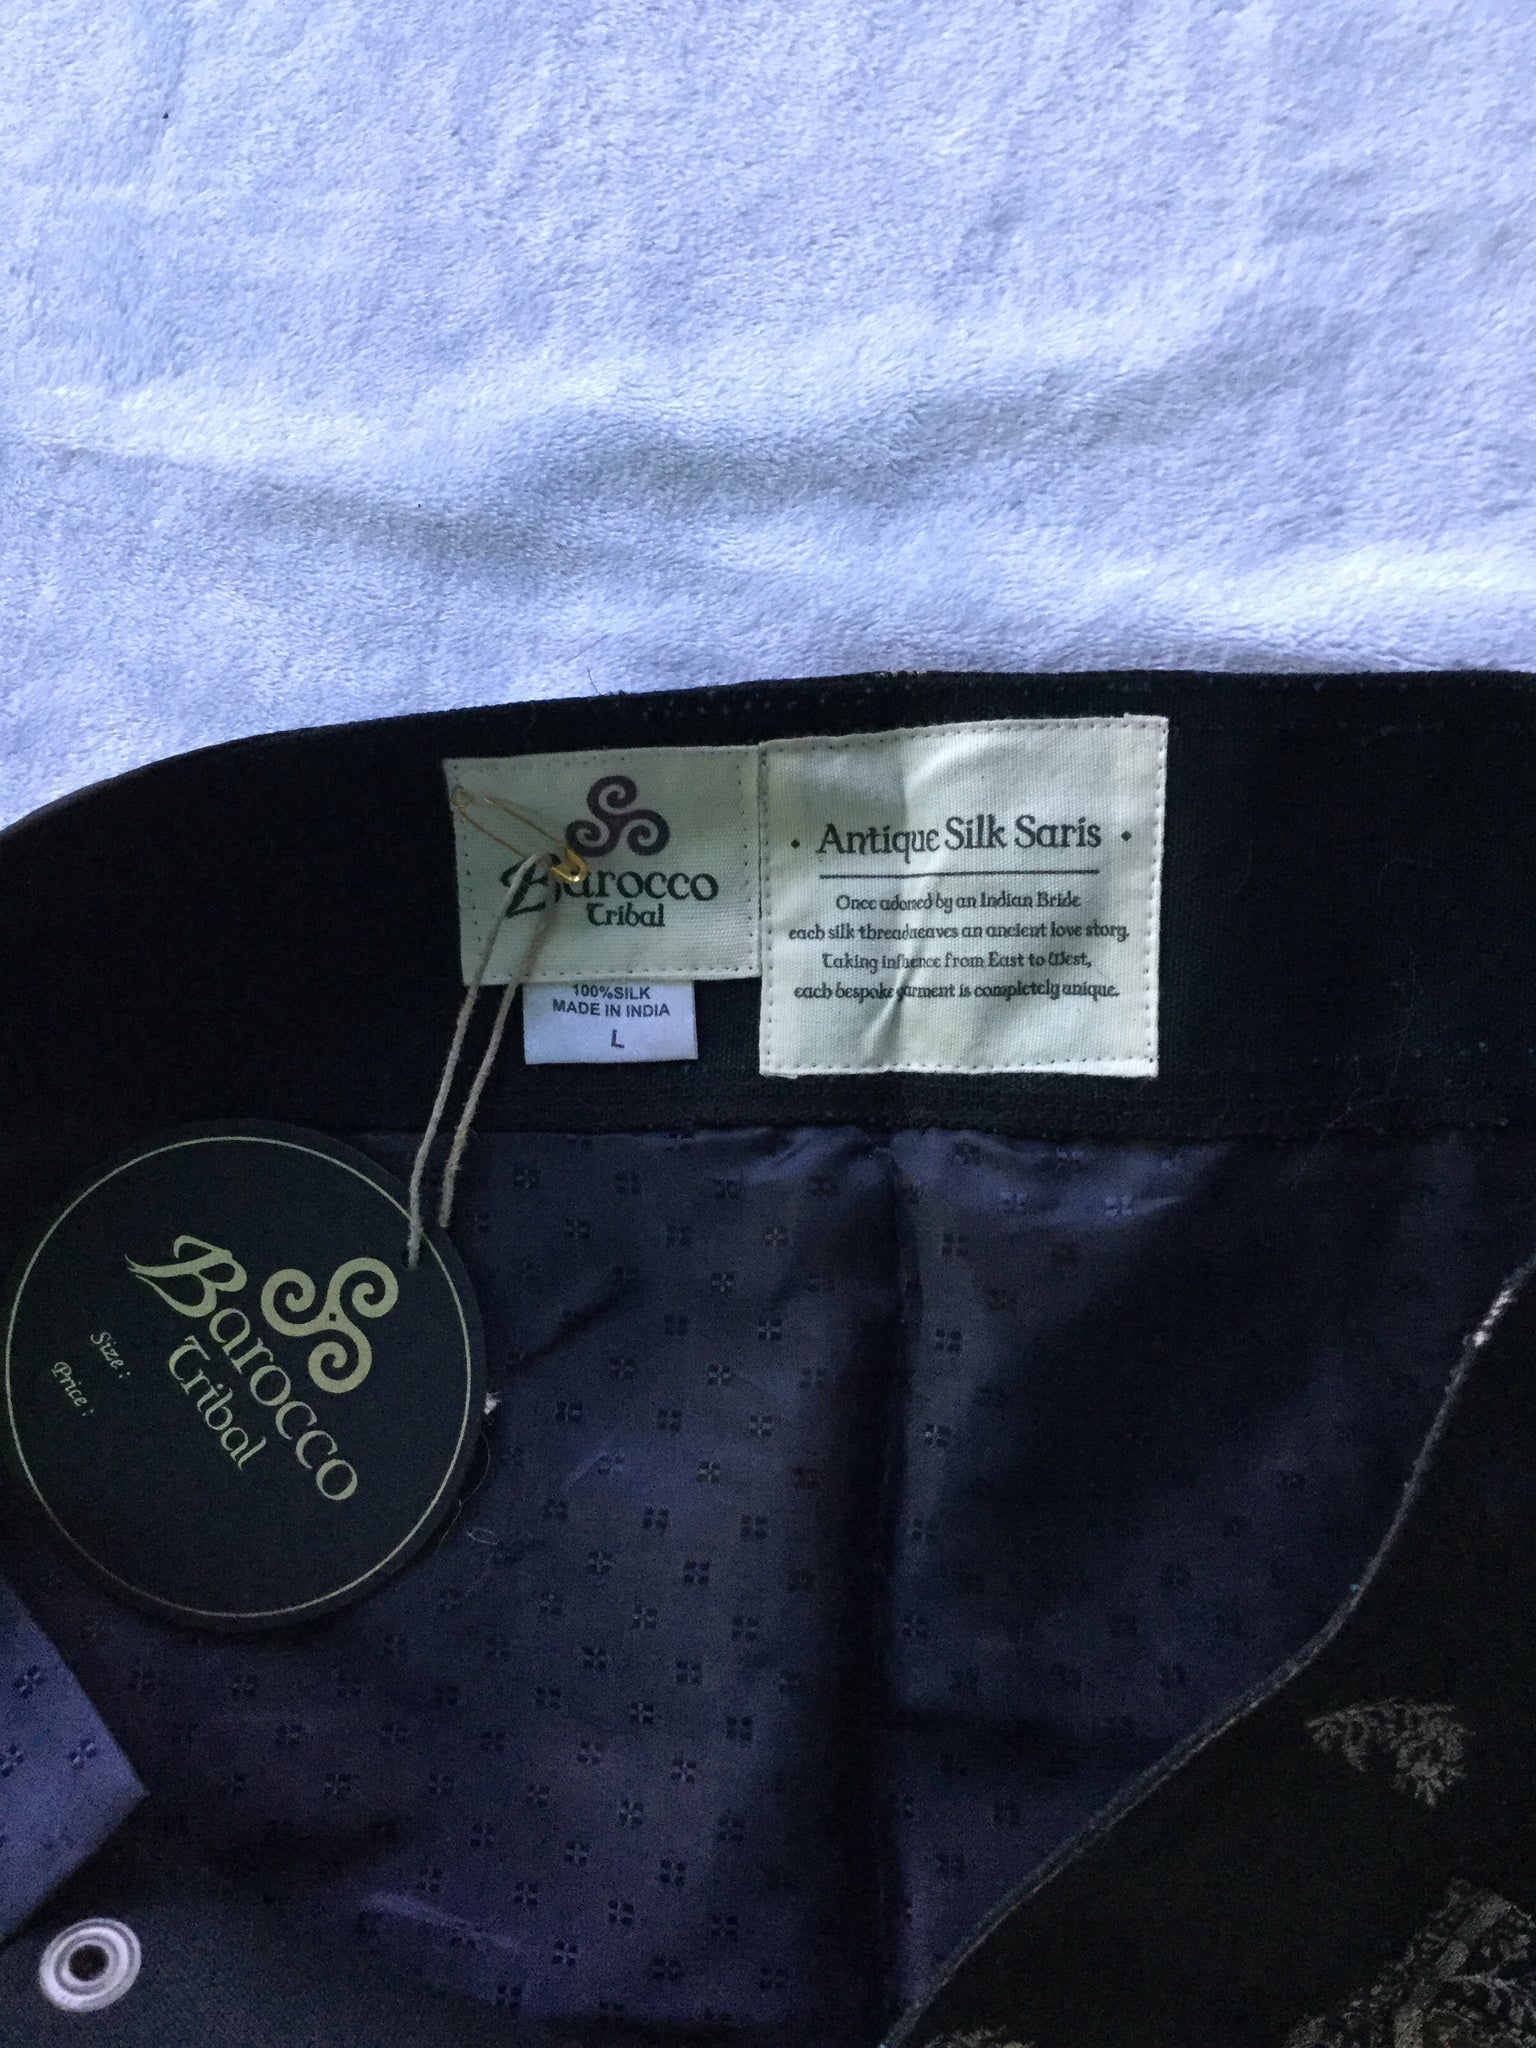 Barocco
Tribal
100%SILK
MADE IN INDIA
L
• Antique Silk Saris •
Once adorned by an Indian Bride
each silk thread weaves an ancient love story.
Taking influence from East to West,
each bespoke garment is completely unique.
Barocco
Tribal
Size :
Price :